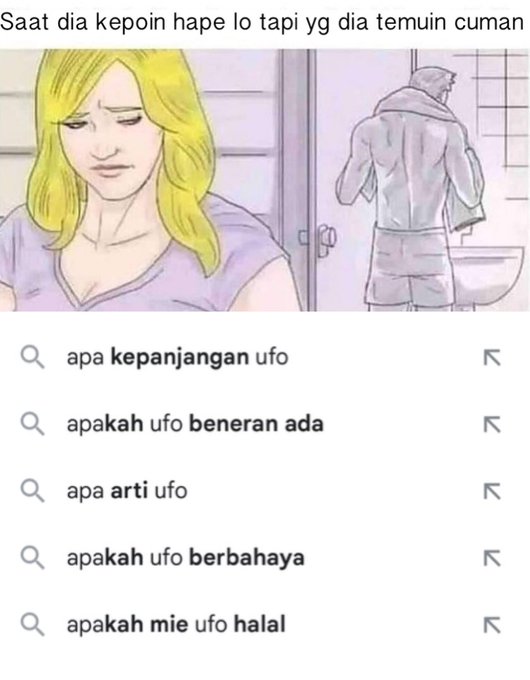 Saat dia kepoin hape lo tapi yg dia temuin cuman
apa kepanjangan ufo
apakah ufo beneran ada
apa arti ufo
apakah ufo berbahaya
apakah mie ufo halal